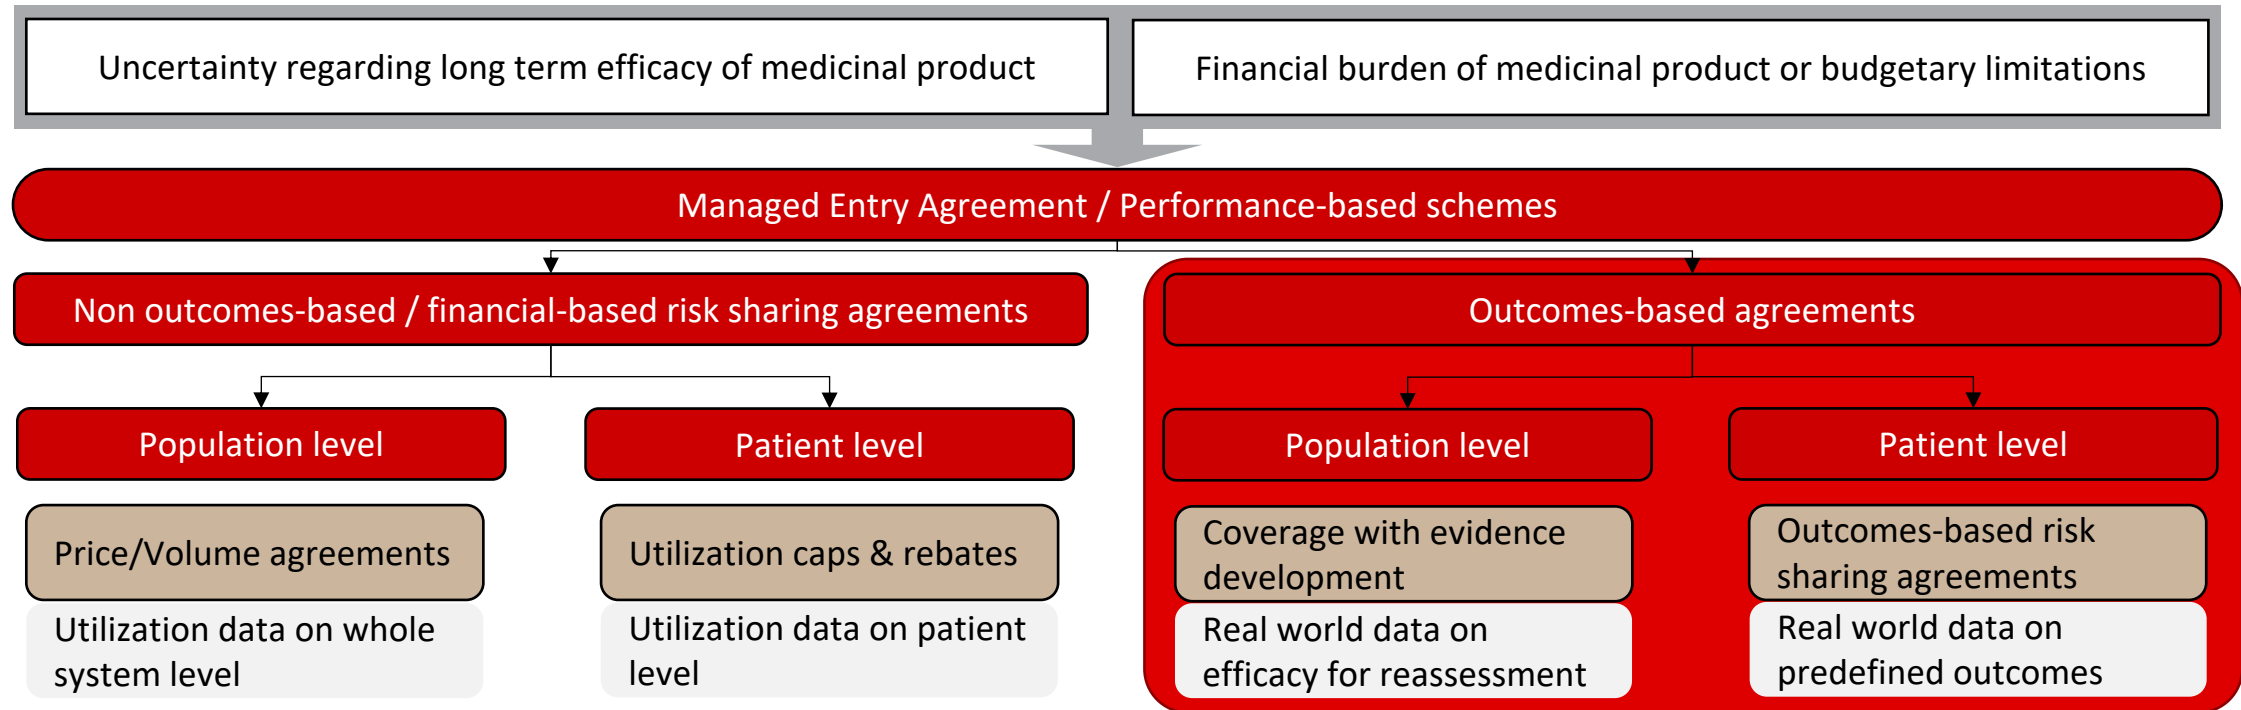 Uncertainty regarding long term efficacy of medicinal product
Financial burden of medicinal product or budgetary limitations
Managed Entry Agreement / Performance-based schemes
Non outcomes-based / financial-based risk sharing agreements
Outcomes-based agreements
Population level
Patient level
Population level
Patient level
Price/Volume agreements
Utilization data on whole
system level
Utilization caps & rebates
Utilization data on patient
level
Coverage with evidence
development
Real world data on
efficacy for reassessment
Outcomes-based risk
sharing agreements
Real world data on
predefined outcomes